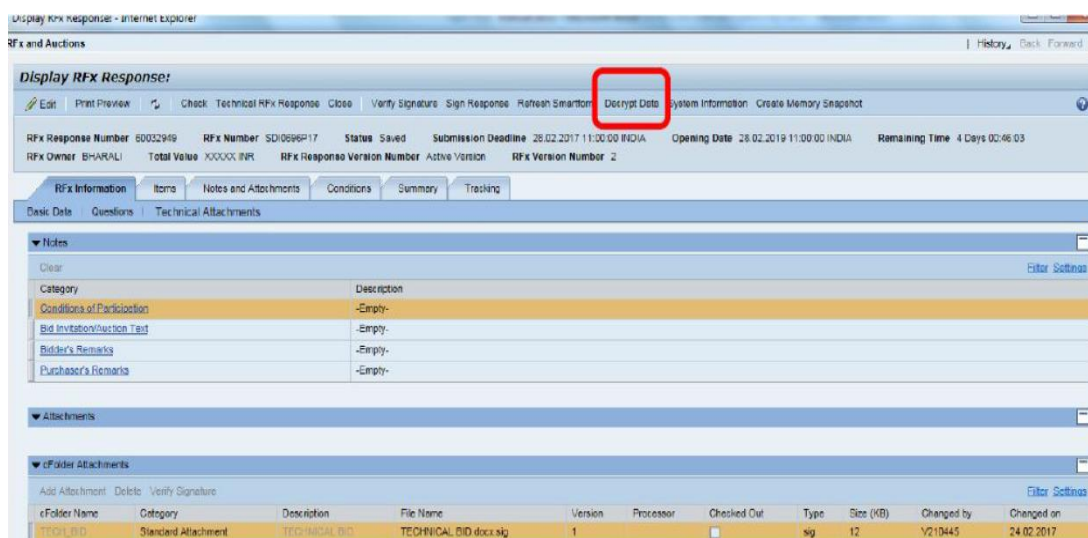 Display RFx Response: - Internet Explorer
RFx and Auctions | History Back Forward
Display RFx Response:
Edit Print Preview Check Technical RFx Response Close Verify Signature Sign Response Refresh Smartform Decrypt Data System Information Create Memory Snapshot
RFx Response Number 60032949 RFx Number SDI0696P17 Status Saved Submission Deadline 28.02.2017 11:00:00 INDIA Opening Date 28.02.2019 11:00:00 INDIA Remaining Time 4 Days 00:46:03
RFx Owner BHARALI Total Value XXXXX INR RFx Response Version Number Active Version RFx Version Number 2
RFx Information Items Notes and Attachments Conditions Summary Tracking
Basic Data | Questions | Technical Attachments
Notes
Clear Filter Settings
Category Description
Conditions of Participation -Empty-
Bid Invitation/Auction Text -Empty-
Bidder's Remarks -Empty-
Purchaser's Remarks -Empty-
Attachments
cFolder Attachments
Add Attachment Delete Verify Signature Filter Settings
cFolder Name Category Description File Name Version Processor Checked Out Type Size (KB) Changed by Changed on
TECH_BID Standard Attachment TECHNICAL BID TECHNICAL BID.docx.sig 1 sig 12 V210445 24.02.2017